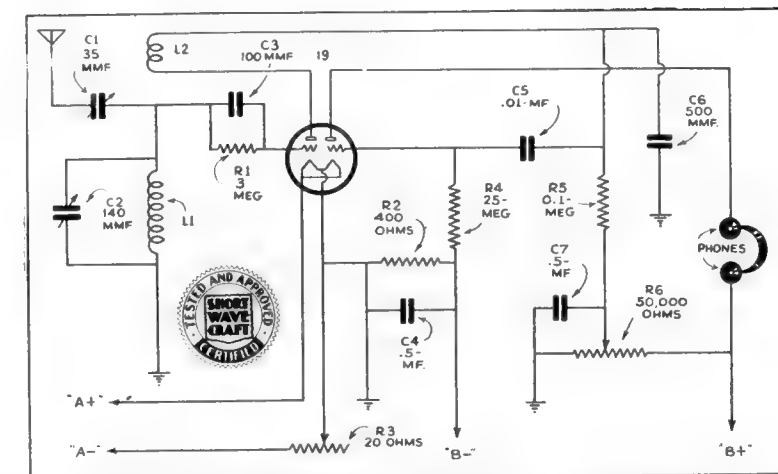 C1
35
MMF
L2
C3
100 MMF
19
C5
.01-MF
C6
500
MMF.
R1
3
MEG
R2
400
OHMS
R4
25-
MEG
R5
0.1-
MEG
C2
140
MMF
L1
C7
.5-
MF
PHONES
R6
50,000
OHMS
TESTED AND APPROVED
SHORT
WAVE
CRAFT
CERTIFIED
C4
.5-
MF.
"A+"
"A-"
R3
20 OHMS
"B-"
"B+"